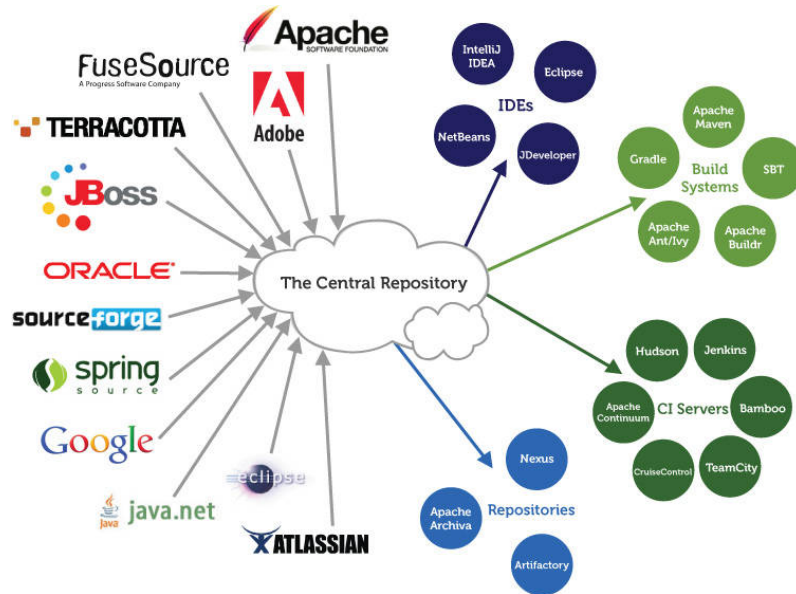 Apache
SOFTWARE FOUNDATION
FuseSource
A Progress Software Company
Adobe
TERRACOTTA
JBoss
ORACLE®
sourceforge
spring
source
Google
Java
java.net
eclipse
ATLASSIAN
The Central Repository
IntelliJ
IDEA
Eclipse
IDEs
NetBeans
JDeveloper
Apache
Maven
Gradle
Build
Systems
SBT
Apache
Ant/Ivy
Apache
Buildr
Hudson
Jenkins
Apache
Continuum
CI Servers
Bamboo
CruiseControl
TeamCity
Nexus
Apache
Archiva
Repositories
Artifactory